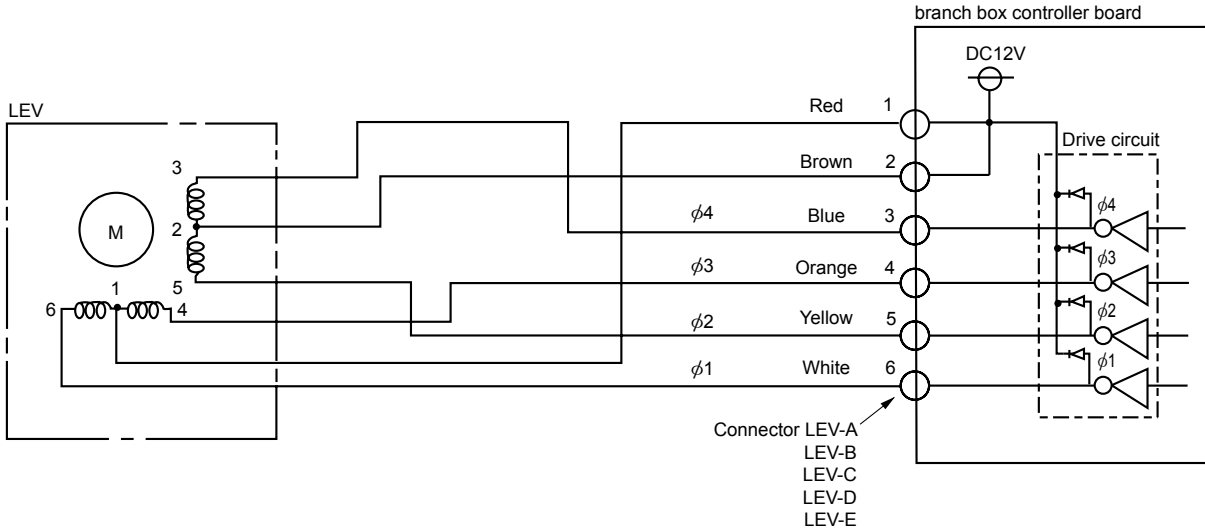 branch box controller board
DC12V
LEV
Red 1
Drive circuit
Brown 2
3
ϕ4 Blue 3 ϕ4
M 2
ϕ3 Orange 4 ϕ3
5
1
6 4
ϕ2 Yellow 5 ϕ2
ϕ1 White 6 ϕ1
Connector LEV-A
LEV-B
LEV-C
LEV-D
LEV-E